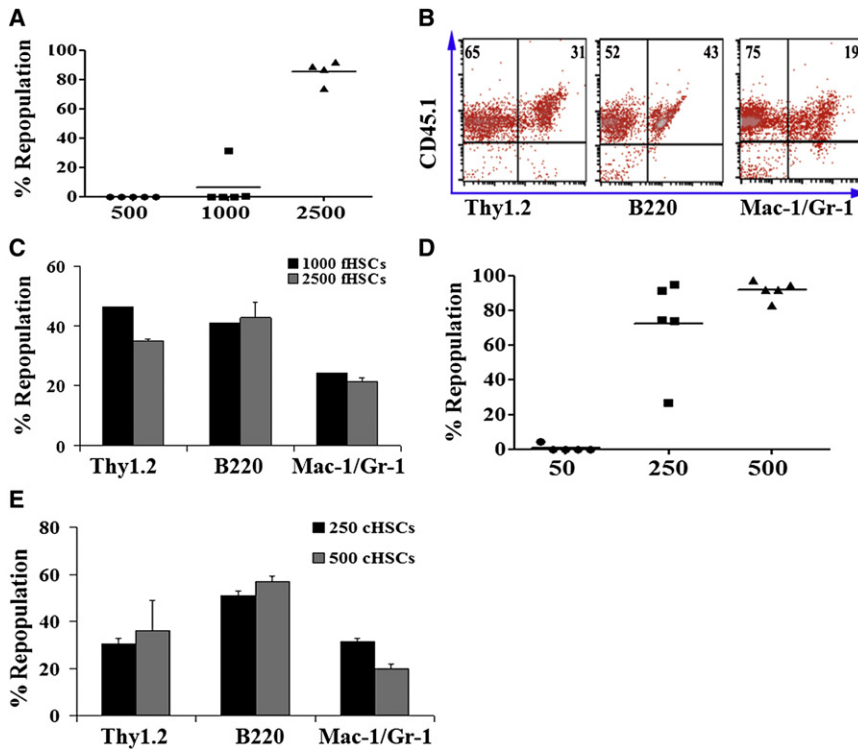 A
% Repopulation
100
80
60
40
20
0
500 1000 2500
B
CD45.1
65 31
52 43
75 19
Thy1.2 B220 Mac-1/Gr-1
C
% Repopulation
60
40
20
0
1000 fHSCs
2500 fHSCs
Thy1.2 B220 Mac-1/Gr-1
D
% Repopulation
100
80
60
40
20
0
50 250 500
E
% Repopulation
80
60
40
20
0
250 cHSCs
500 cHSCs
Thy1.2 B220 Mac-1/Gr-1